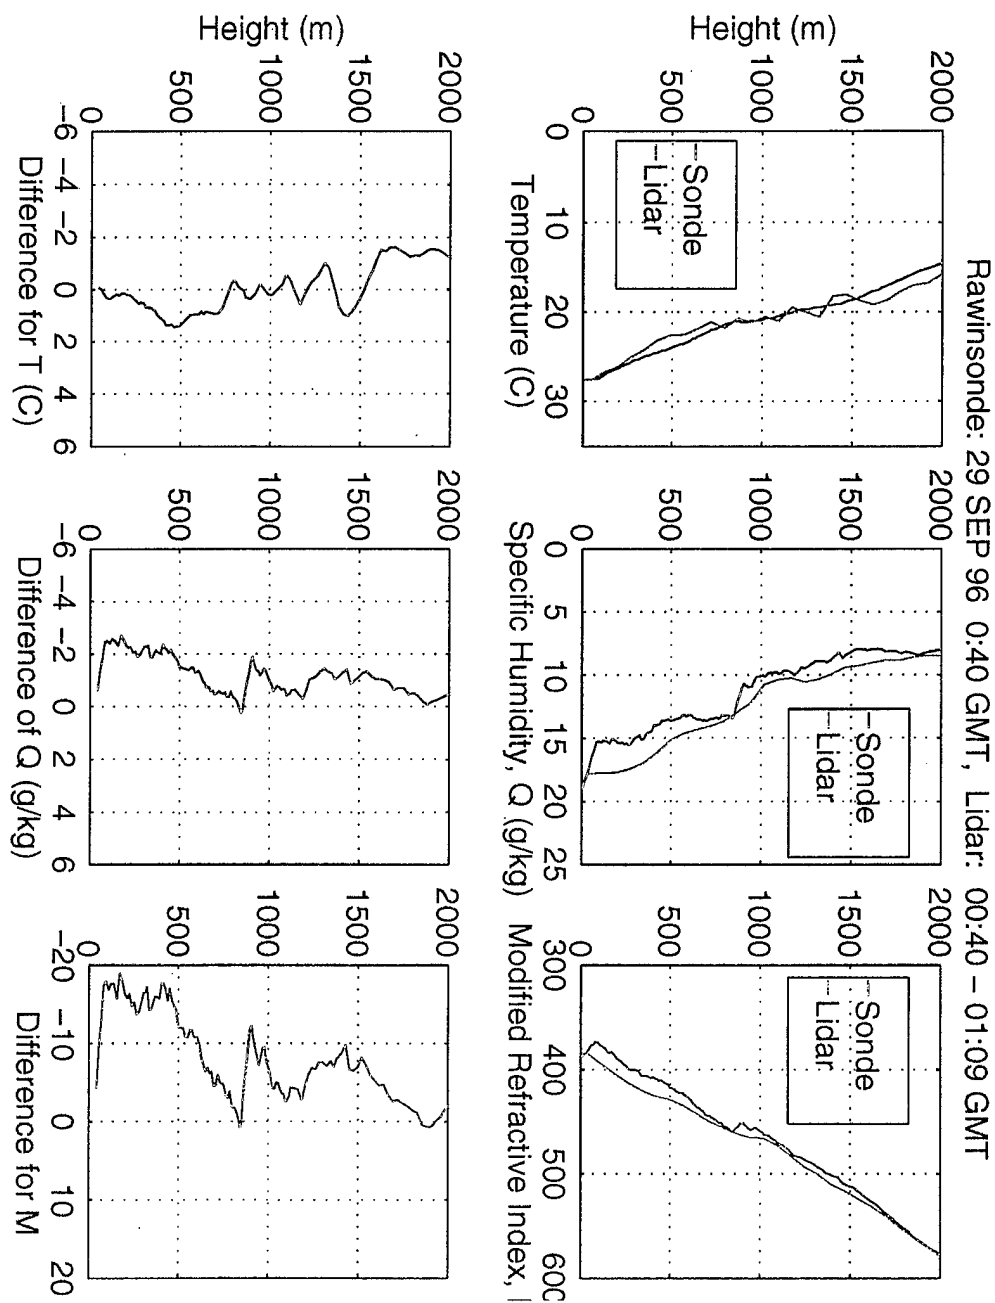 Rawinsonde: 29 SEP 96 0:40 GMT, Lidar: 00:40 – 01:09 GMT
Height (m)
2000
1500
1000
500
0
0 10 20 30
Temperature (C)
Sonde
Lidar
2000
1500
1000
500
0 5 10 15 20 25
Specific Humidity, Q (g/kg)
Sonde
Lidar
2000
1500
1000
500
300 400 500 600
Modified Refractive Index,
Sonde
Lidar
Height (m)
2000
1500
1000
500
0
−6 −4 −2 0 2 4 6
Difference for T (C)
2000
1500
1000
500
0
−6 −4 −2 0 2 4 6
Difference of Q (g/kg)
2000
1500
1000
500
0
−20 −10 0 10 20
Difference for M